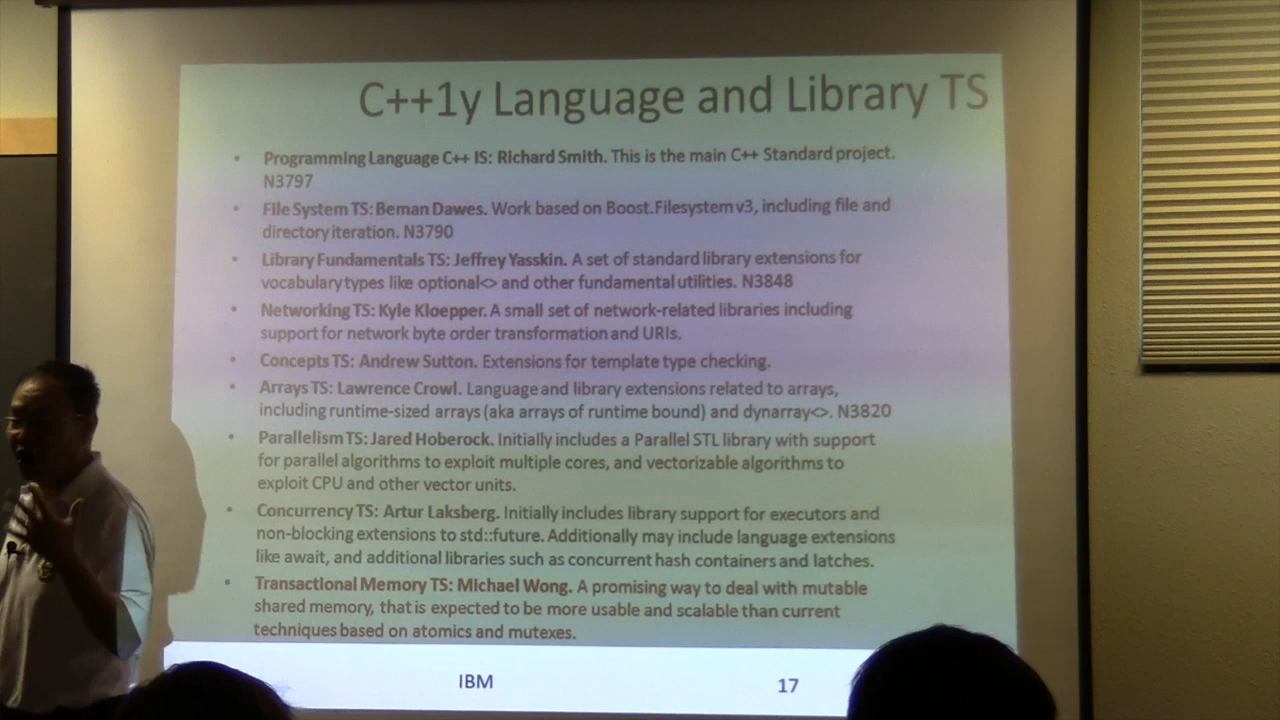 C++1y Language and Library TS
• Programming Language C++ IS: Richard Smith. This is the main C++ Standard project.
N3797
• File System TS: Beman Dawes. Work based on Boost.Filesystem v3, including file and
directory iteration. N3790
• Library Fundamentals TS: Jeffrey Yasskin. A set of standard library extensions for
vocabulary types like optional<> and other fundamental utilities. N3848
• Networking TS: Kyle Kloepper. A small set of network-related libraries including
support for network byte order transformation and URIs.
• Concepts TS: Andrew Sutton. Extensions for template type checking.
• Arrays TS: Lawrence Crowl. Language and library extensions related to arrays,
including runtime-sized arrays (aka arrays of runtime bound) and dynarray<>. N3820
• Parallelism TS: Jared Hoberock. Initially includes a Parallel STL library with support
for parallel algorithms to exploit multiple cores, and vectorizable algorithms to
exploit CPU and other vector units.
• Concurrency TS: Artur Laksberg. Initially includes library support for executors and
non-blocking extensions to std::future. Additionally may include language extensions
like await, and additional libraries such as concurrent hash containers and latches.
• Transactional Memory TS: Michael Wong. A promising way to deal with mutable
shared memory, that is expected to be more usable and scalable than current
techniques based on atomics and mutexes.
IBM
17